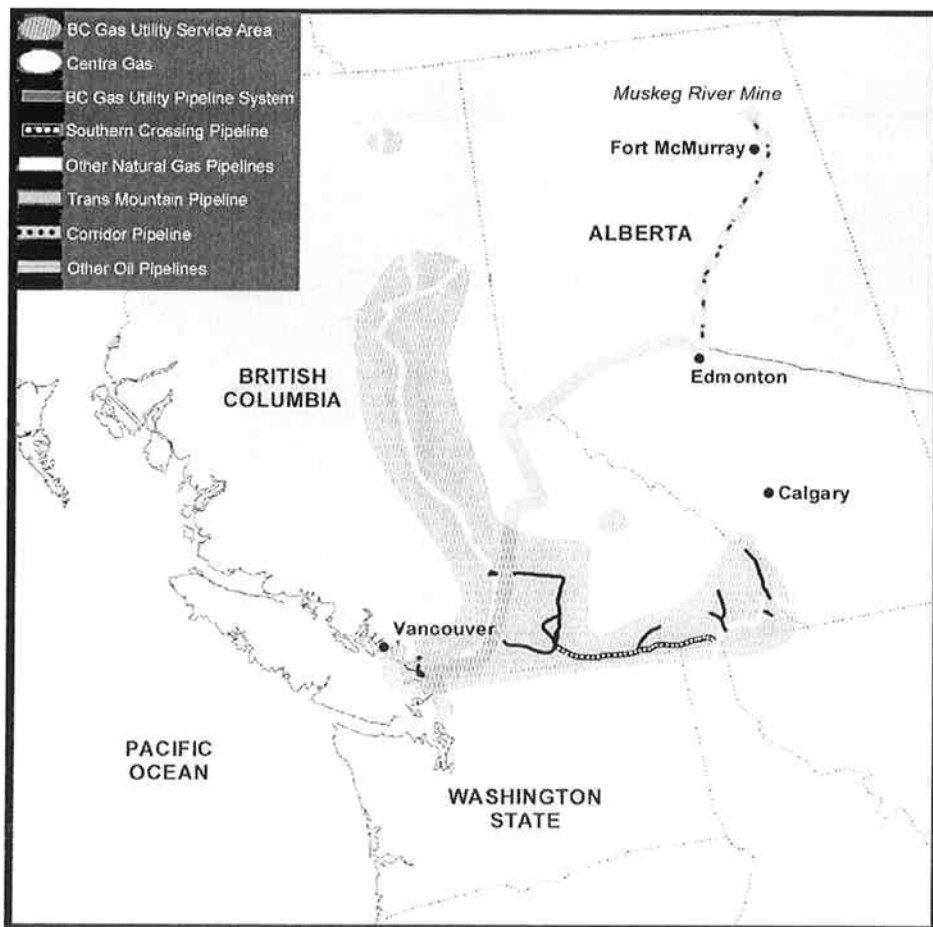 BC Gas Utility Service Area
Centra Gas
BC Gas Utility Pipeline System
Southern Crossing Pipeline
Other Natural Gas Pipelines
Trans Mountain Pipeline
Corridor Pipeline
Other Oil Pipelines
Muskeg River Mine
Fort McMurray
ALBERTA
Edmonton
BRITISH
COLUMBIA
Calgary
Vancouver
PACIFIC
OCEAN
WASHINGTON
STATE